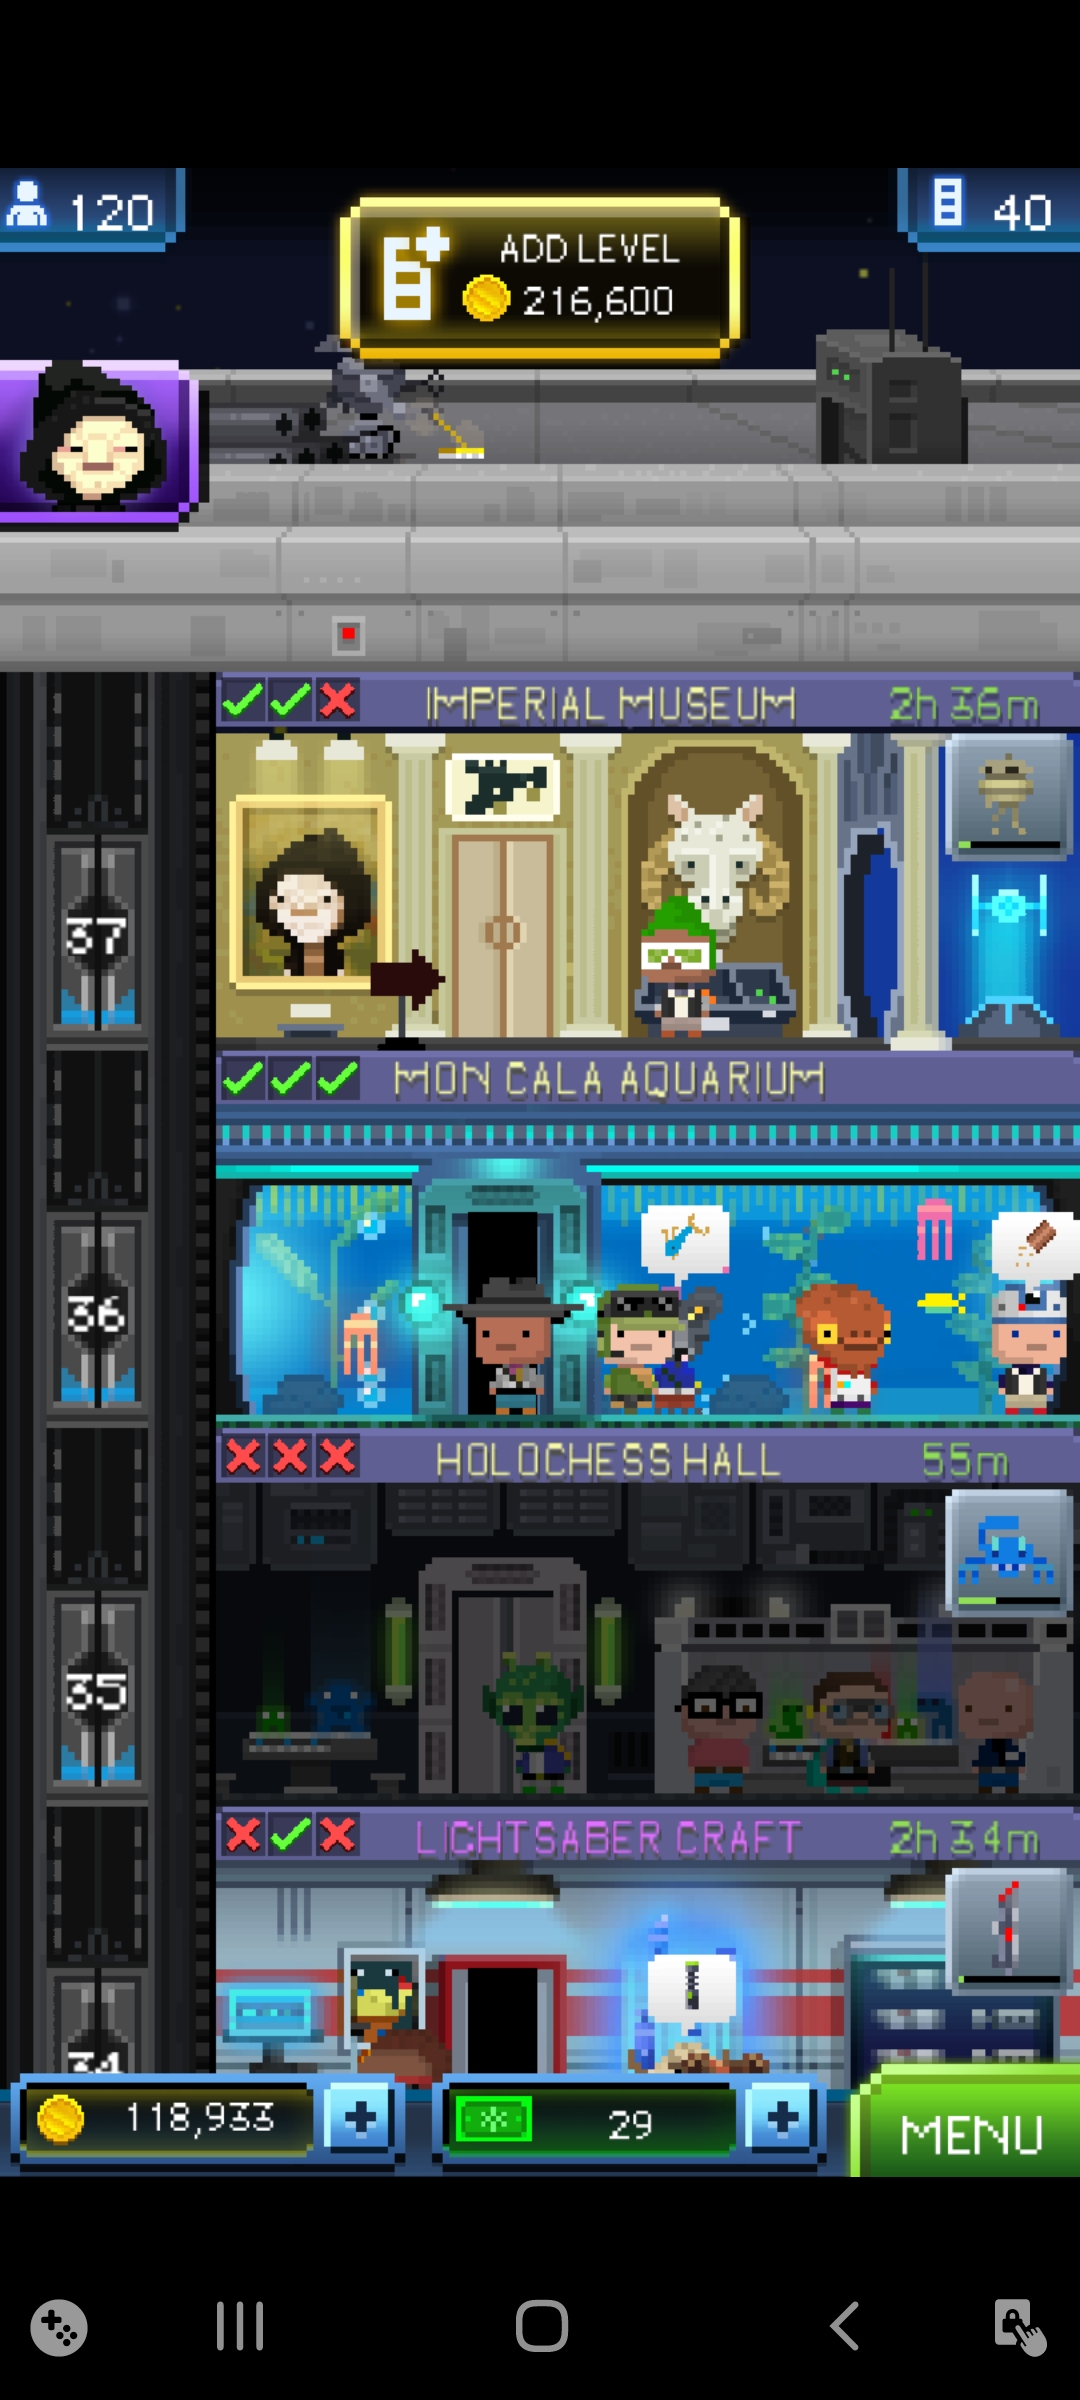 120
ADD LEVEL
216,600
40
IMPERIAL MUSEUM 2h 36m
37
MON CALA AQUARIUM
36
HOLOCHESS HALL 55m
35
LIGHTSABER CRAFT 2h 34m
34
118,933
29
MENU